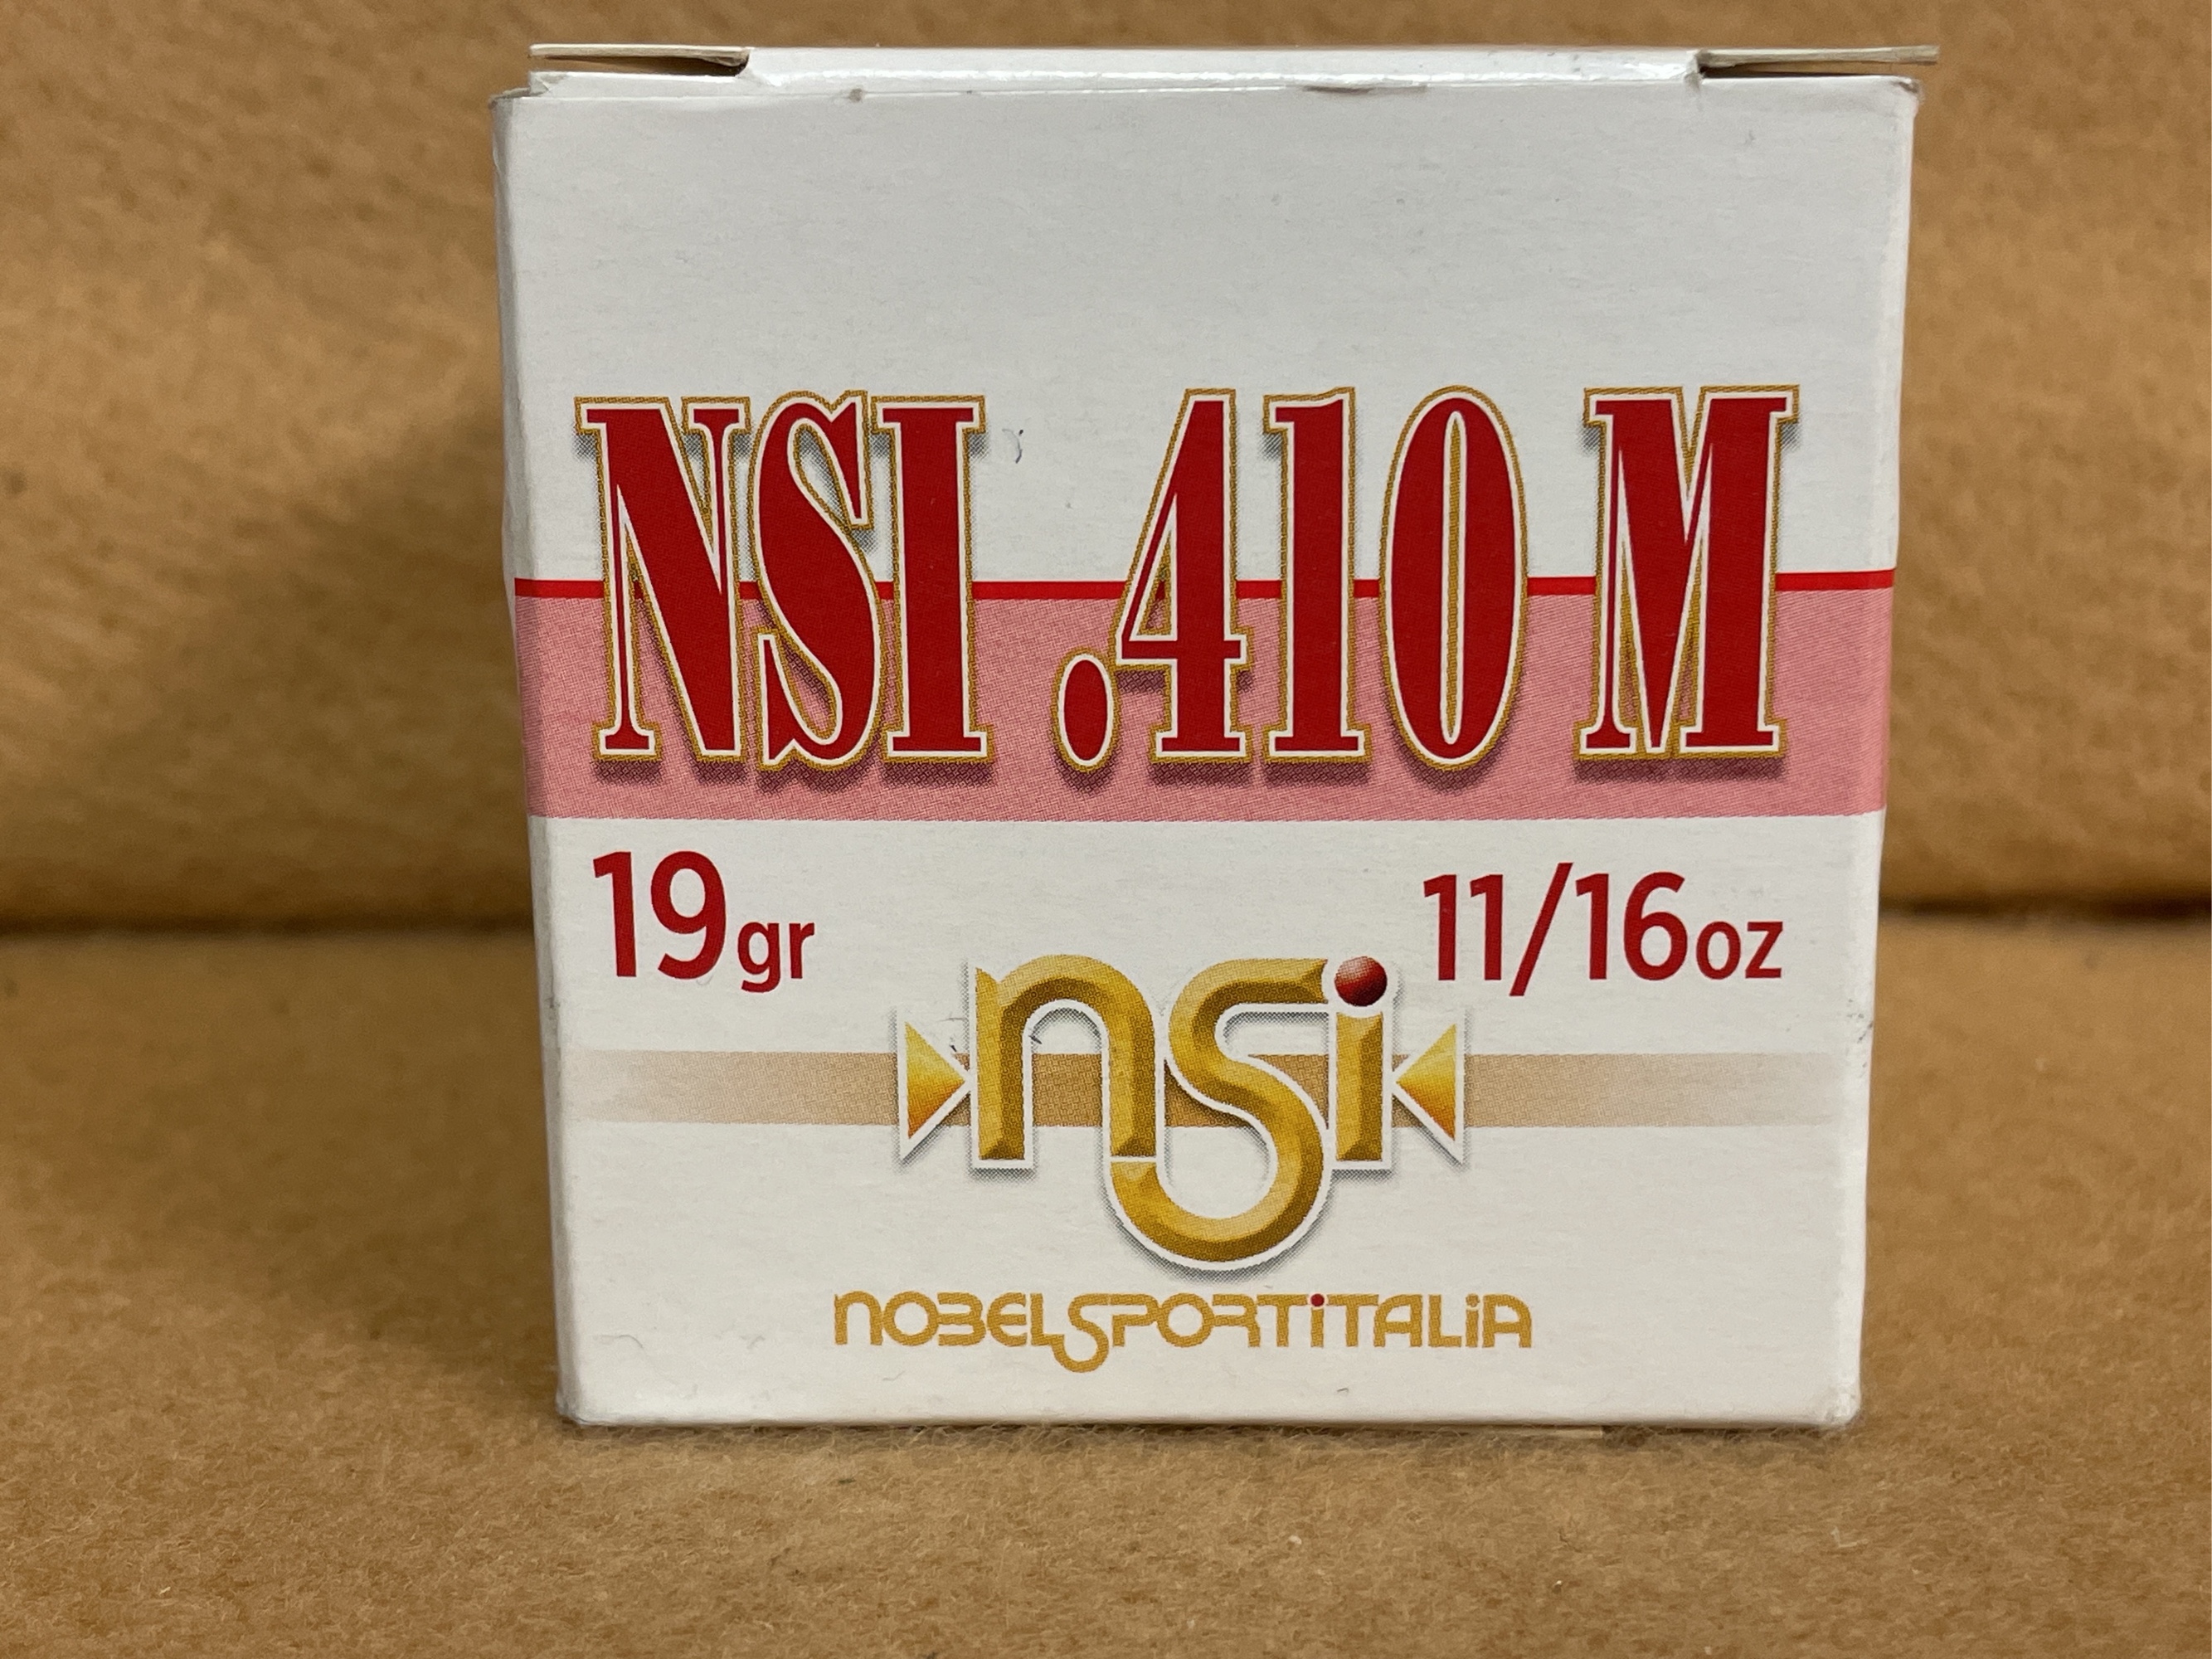 NSI .410 M
19gr 11/16oz
nsi
NOBELSPORTiTALiA